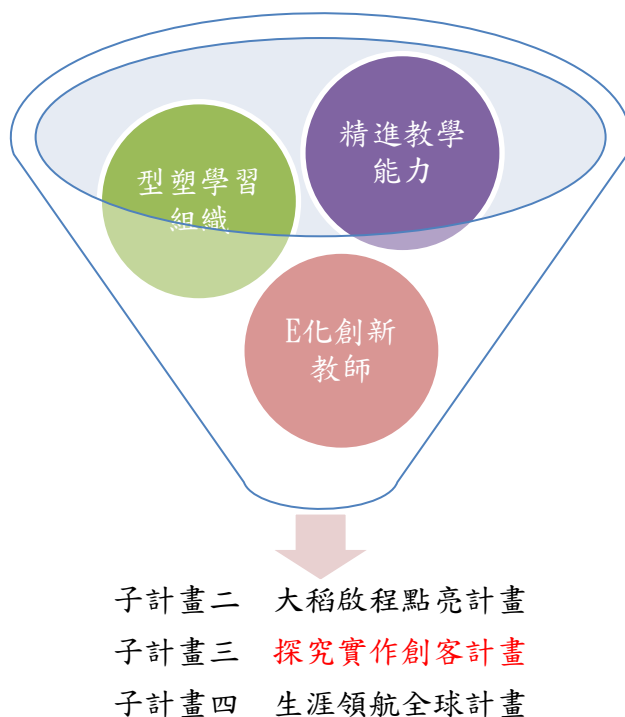 精進教學
能力
型塑學習
組織
E化創新
教師
子計畫二 大稻啟程點亮計畫
子計畫三 探究實作創客計畫
子計畫四 生涯領航全球計畫